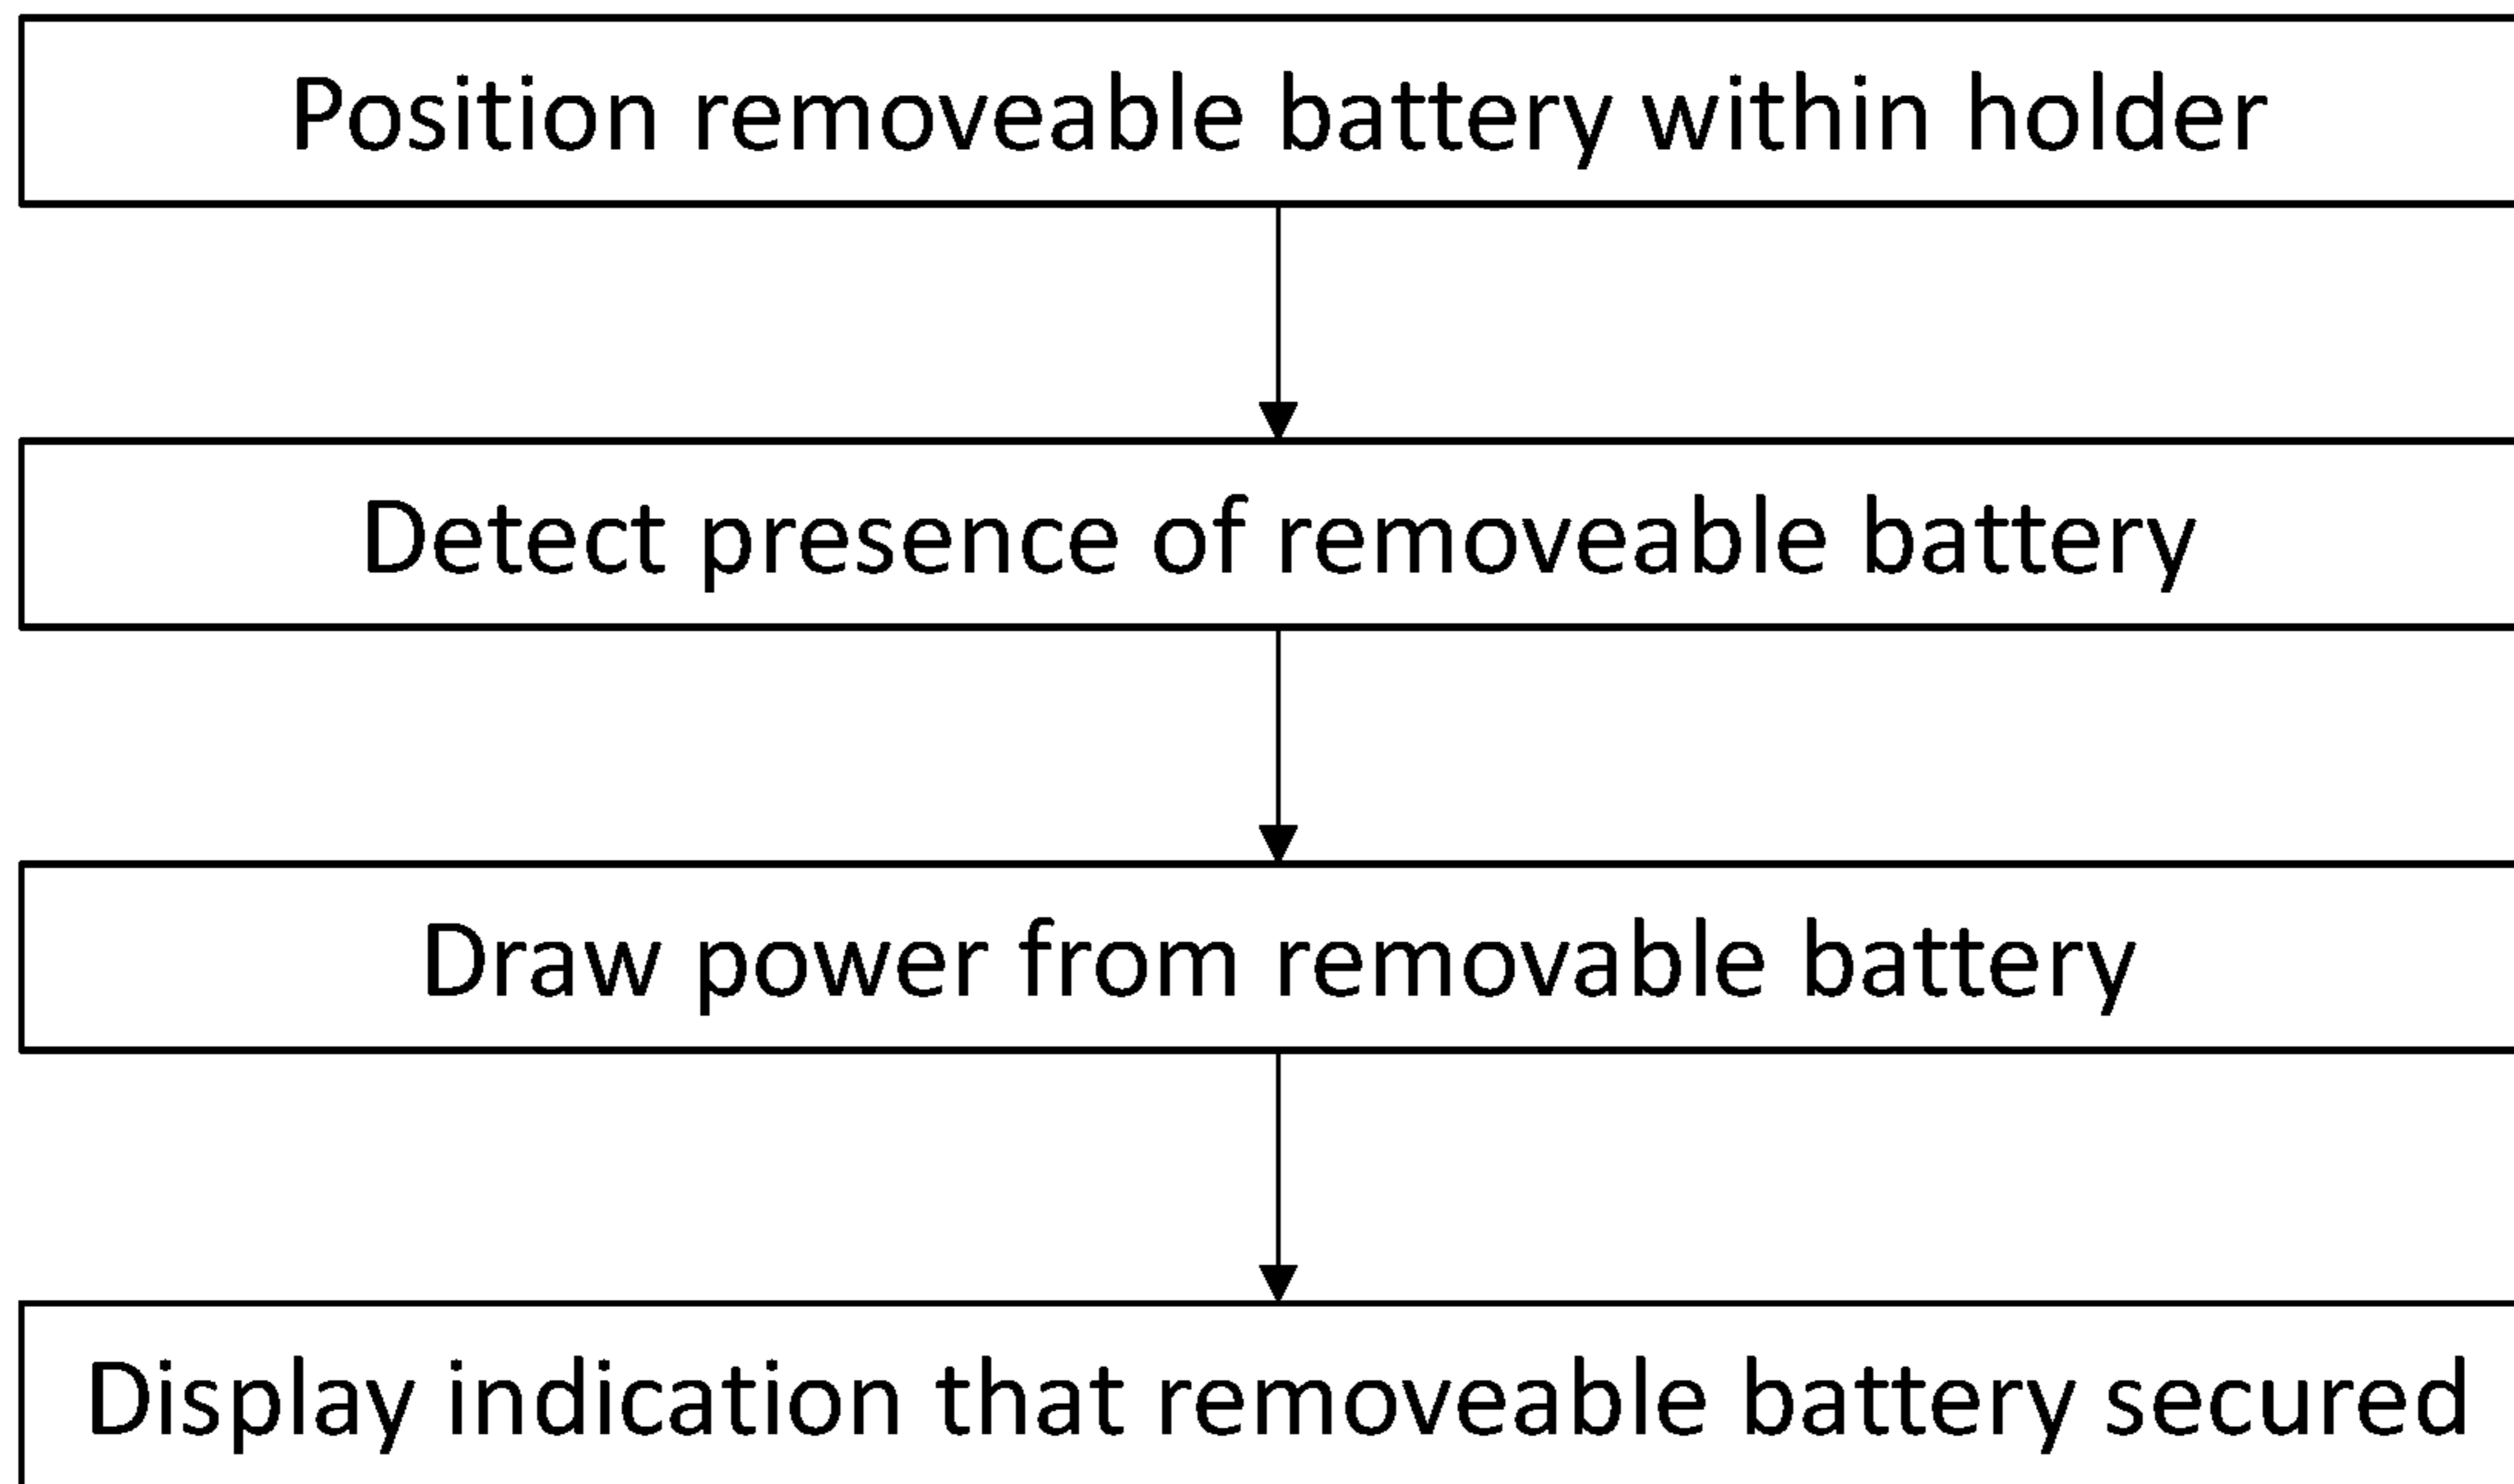 Position removeable battery within holder
Detect presence of removeable battery
Draw power from removable battery
Display indication that removeable battery secured